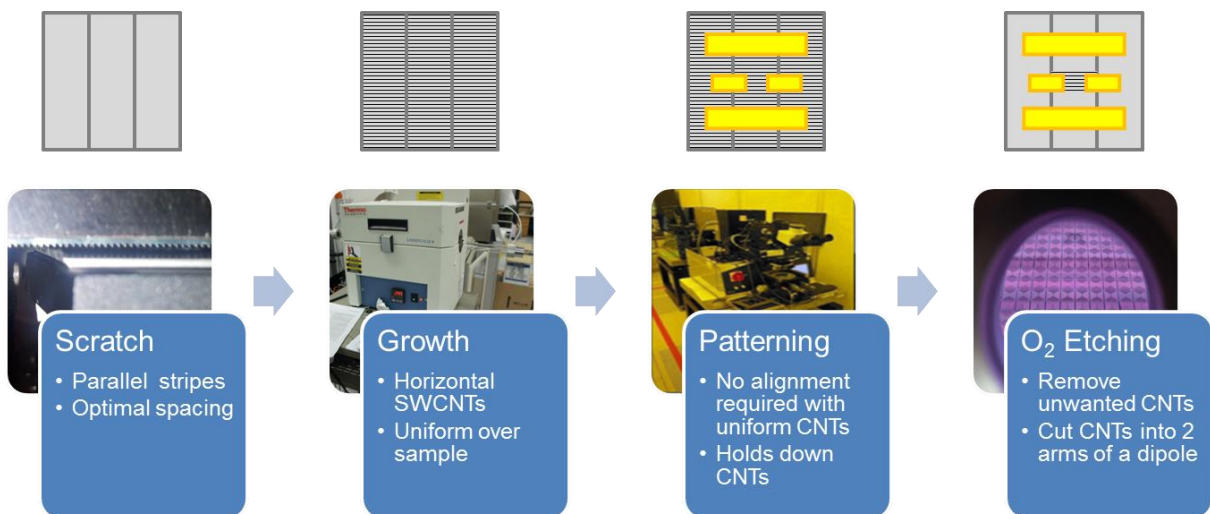 Thermo
Scratch
• Parallel stripes
• Optimal spacing
Growth
• Horizontal
SWCNTs
• Uniform over
sample
Patterning
• No alignment
required with
uniform CNTs
• Holds down
CNTs
O₂ Etching
• Remove
unwanted CNTs
• Cut CNTs into 2
arms of a dipole